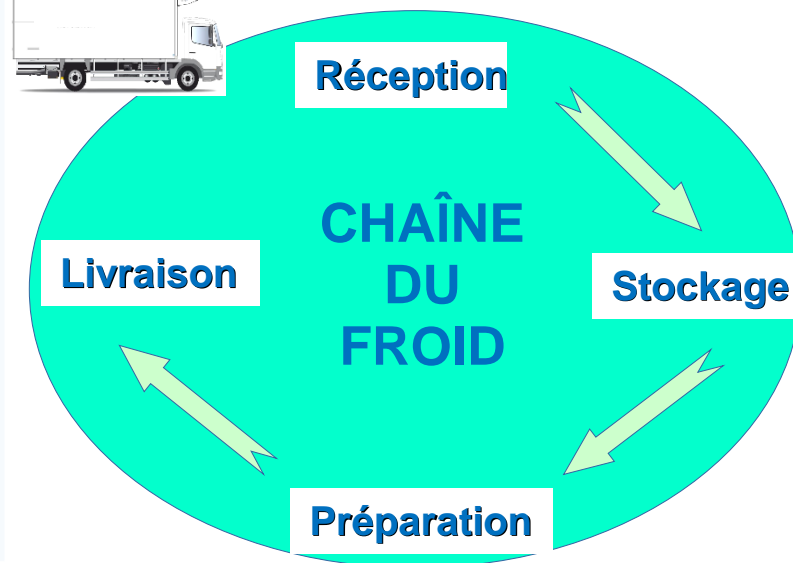 Réception
CHAÎNE
DU
FROID
Livraison
Stockage
Préparation